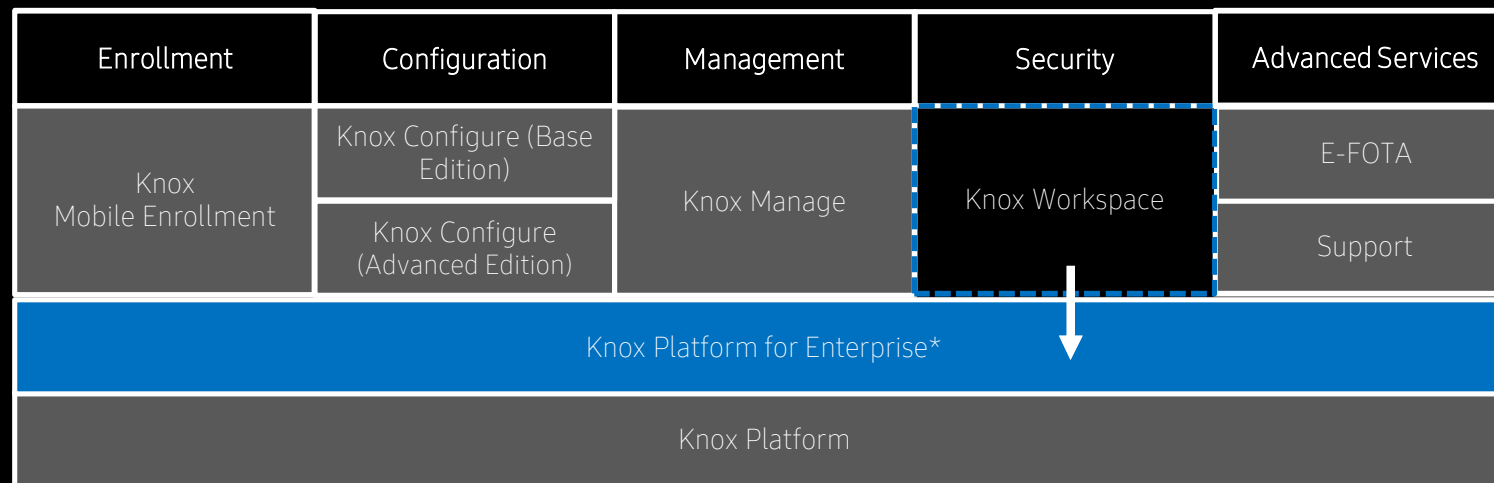 Enrollment
Configuration
Management
Security
Advanced Services
Knox
Mobile Enrollment
Knox Configure (Base
Edition)
Knox Configure
(Advanced Edition)
Knox Manage
Knox Workspace
E-FOTA
Support
Knox Platform for Enterprise*
Knox Platform